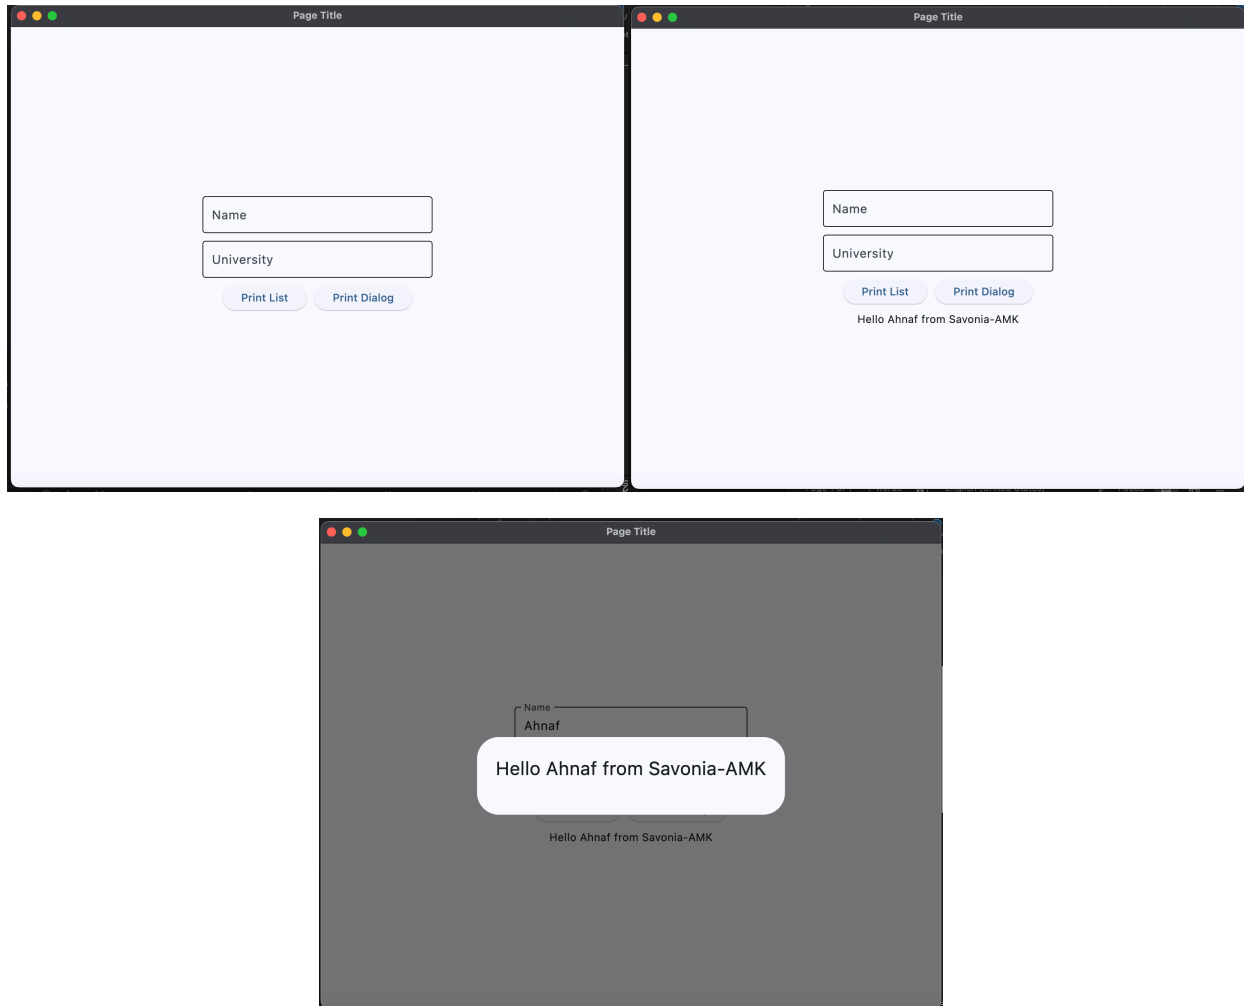 Page Title
Name
University
Print List Print Dialog
Page Title
Name
University
Print List Print Dialog
Hello Ahnaf from Savonia-AMK
Page Title
Name
Ahnaf
Hello Ahnaf from Savonia-AMK
Hello Ahnaf from Savonia-AMK